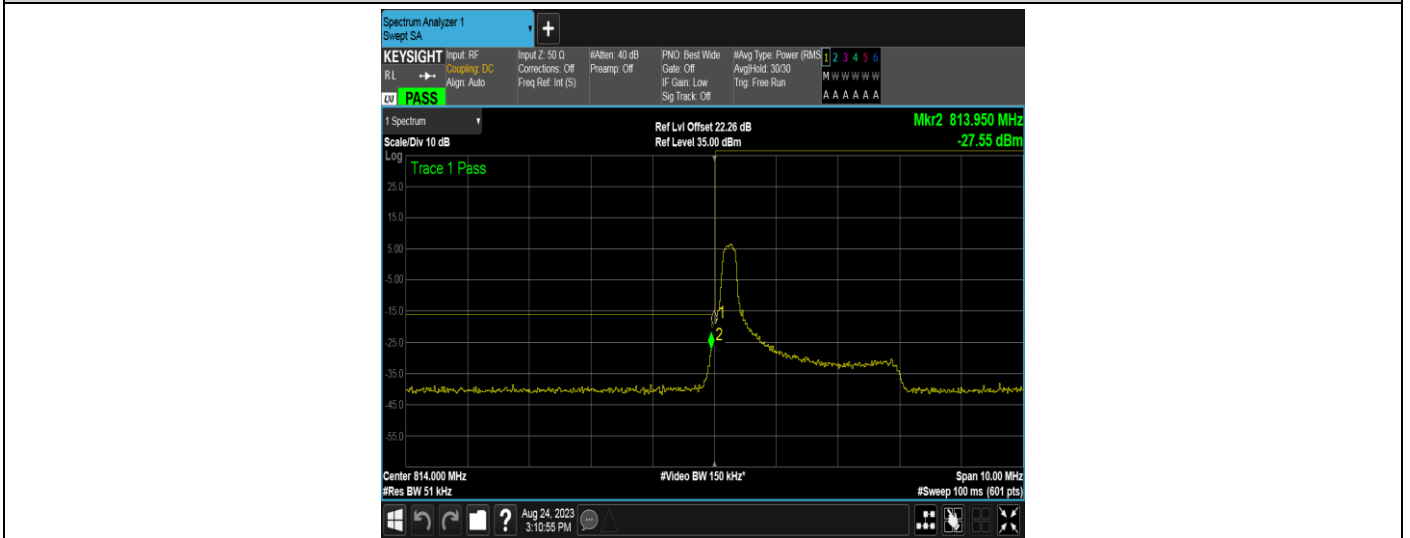 Spectrum Analyzer 1
Swept SA
+
KEYSIGHT Input: RF Input Z: 50 Ω #Atten: 40 dB PNO: Best Wide #Avg Type: Power (RMS 1 2 3 4 5 6
RL Coupling: DC Corrections: Off Preamp: Off Gate: Off Avg|Hold: 30/30 M W W W W W
Align: Auto Freq Ref: Int (S) IF Gain: Low Trig: Free Run
LXI PASS Sig Track: Off A A A A A A
1 Spectrum Ref Lvl Offset 22.26 dB Mkr2 813.950 MHz
Scale/Div 10 dB Ref Level 35.00 dBm -27.55 dBm
Log
Trace 1 Pass
25.0
15.0
5.00
-5.00
-15.0
1
2
-25.0
-35.0
-45.0
-55.0
Center 814.000 MHz #Video BW 150 kHz* Span 10.00 MHz
#Res BW 51 kHz #Sweep 100 ms (601 pts)
? Aug 24, 2023
3:10:55 PM